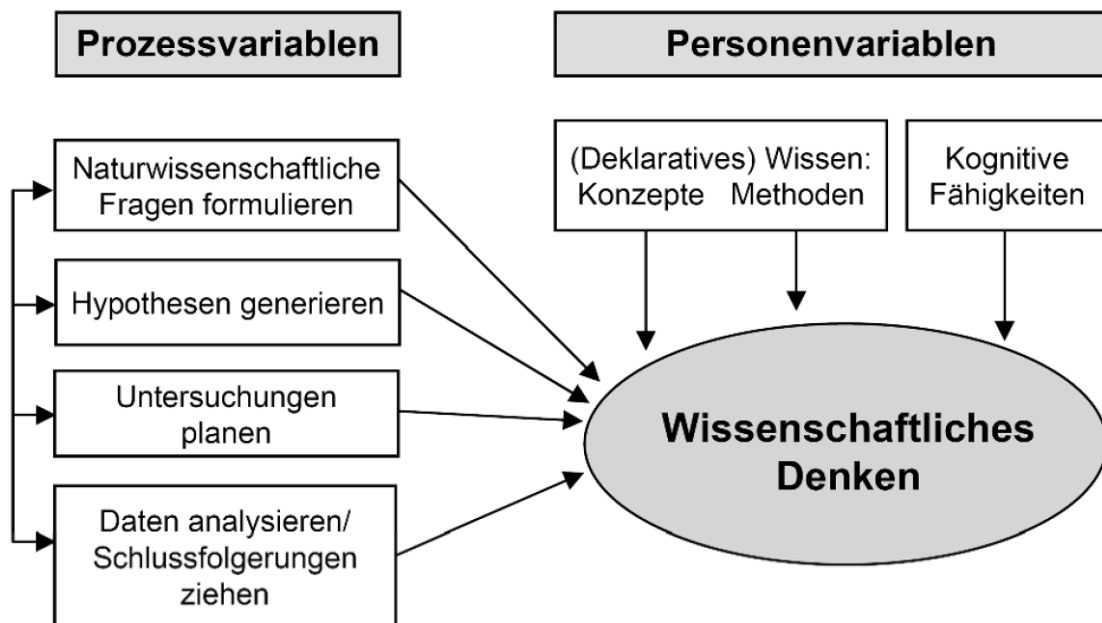 Prozessvariablen
Personenvariablen
Naturwissenschaftliche
Fragen formulieren
Hypothesen generieren
Untersuchungen
planen
Daten analysieren/
Schlussfolgerungen
ziehen
(Deklaratives) Wissen:
Konzepte Methoden
Kognitive
Fähigkeiten
Wissenschaftliches
Denken